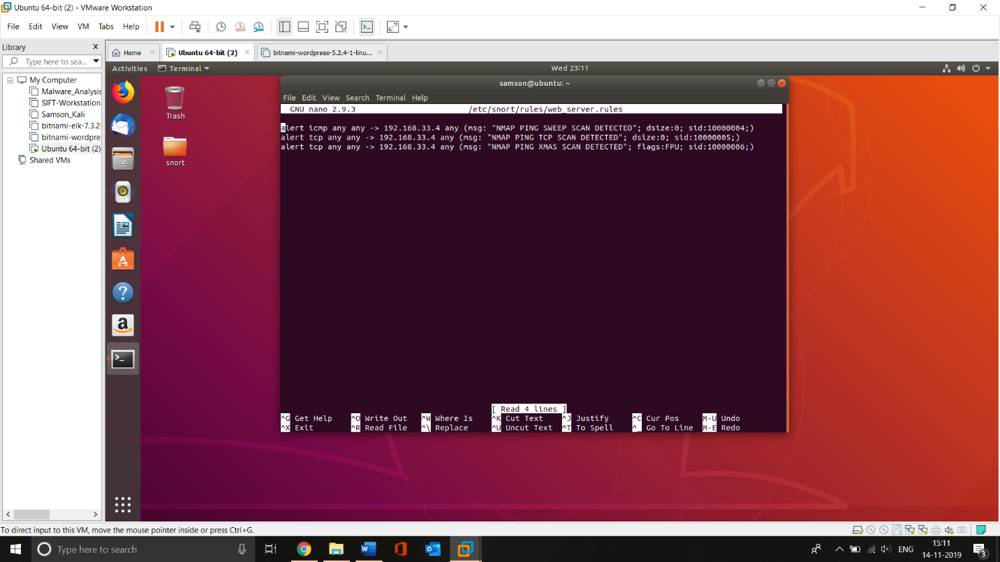 Ubuntu 64-bit (2) - VMware Workstation
File Edit View VM Tabs Help
Library
Type here to sea...
My Computer
Malware_Analysis
SIFT-Workstation
Samson_Kali
bitnami-elk-7.3.2-
bitnami-wordpres
Ubuntu 64-bit (2)
Shared VMs
Home
Ubuntu 64-bit (2)
bitnami-wordpress-5.2.4-1-linu...
Activities Terminal Wed 23:11
Trash
snort
samson@ubuntu: ~
File Edit View Search Terminal Help
GNU nano 2.9.3 /etc/snort/rules/web_server.rules
alert icmp any any -> 192.168.33.4 any (msg: "NMAP PING SWEEP SCAN DETECTED"; dsize:0; sid:10000004;)
alert tcp any any -> 192.168.33.4 any (msg: "NMAP PING TCP SCAN DETECTED"; dsize:0; sid:10000005;)
alert tcp any any -> 192.168.33.4 any (msg: "NMAP PING XMAS SCAN DETECTED"; flags:FPU; sid:10000006;)
[ Read 4 lines ]
^G Get Help ^O Write Out ^W Where Is ^K Cut Text ^J Justify ^C Cur Pos M-U Undo
^X Exit ^R Read File ^\ Replace ^U Uncut Text ^T To Spell ^_ Go To Line M-E Redo
To direct input to this VM, move the mouse pointer inside or press Ctrl+G.
Type here to search
ENG
15:11
14-11-2019
3